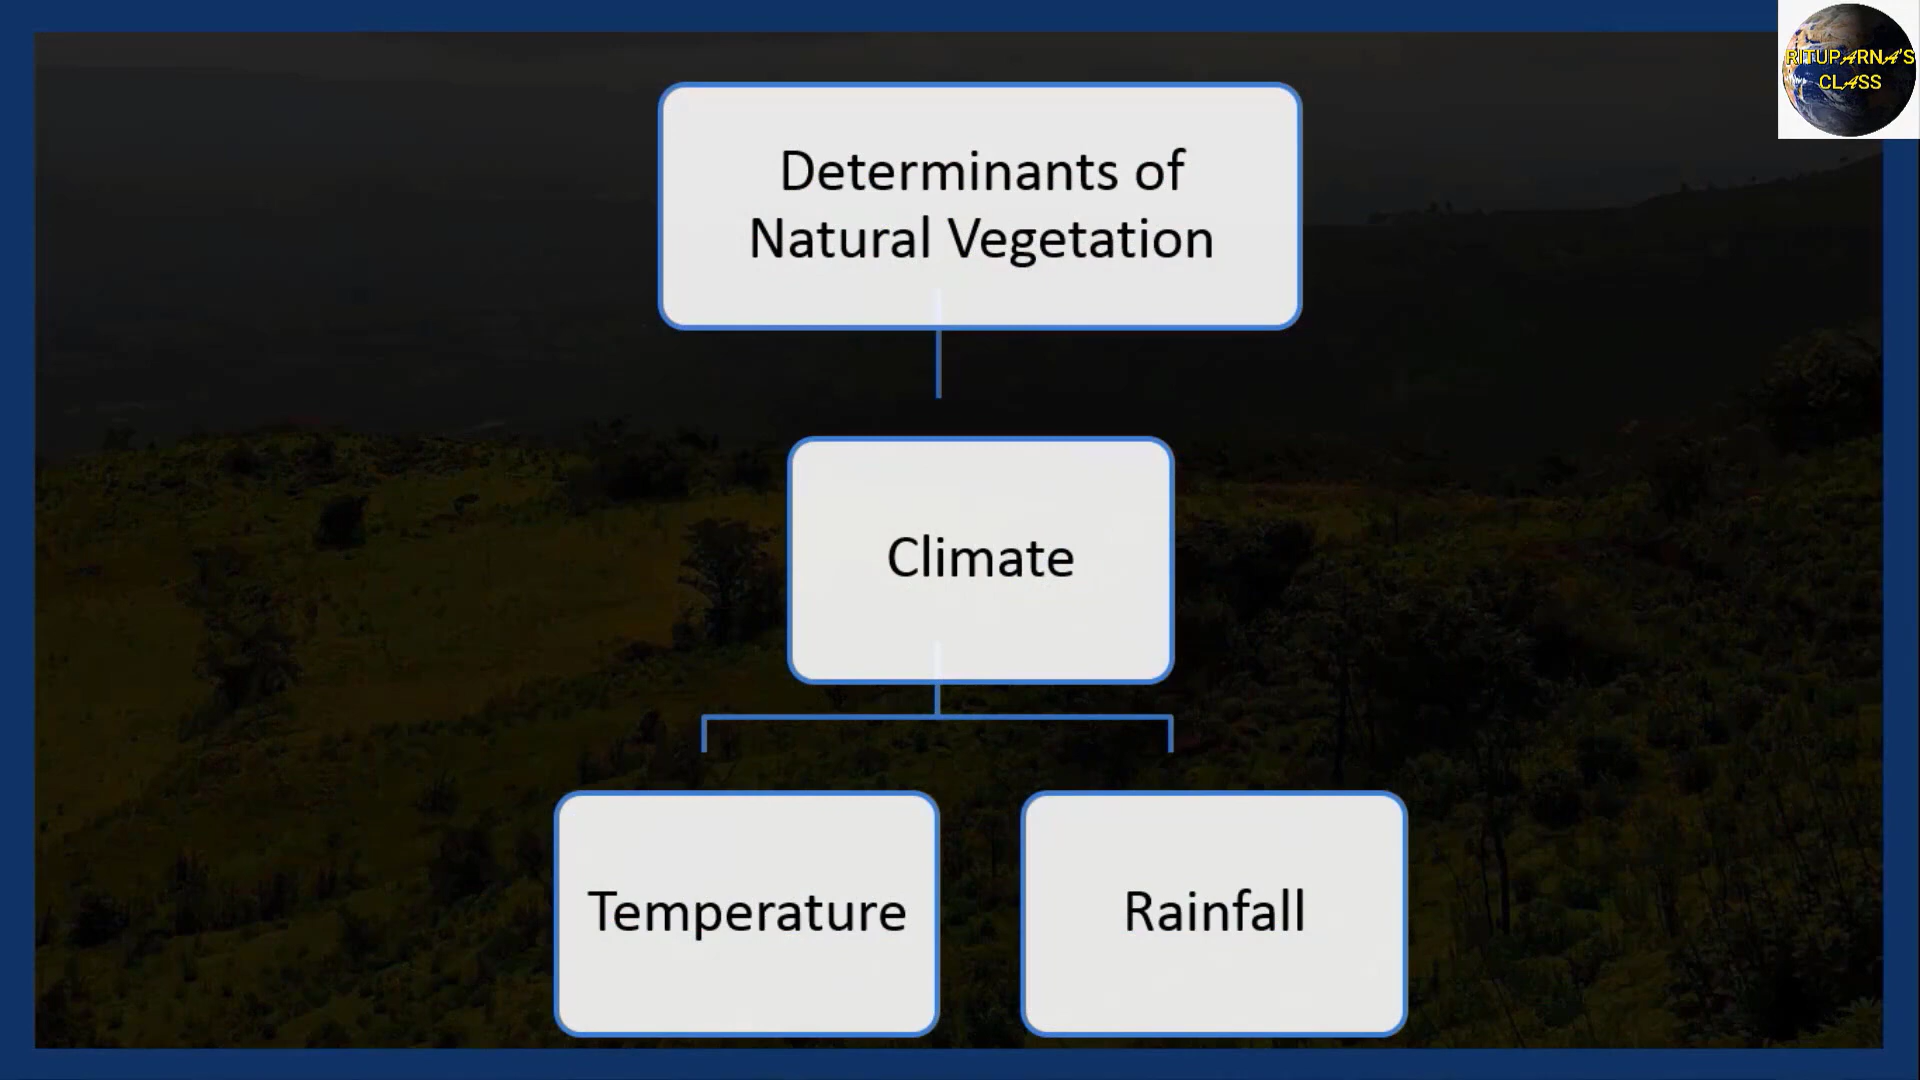 RITUPARNA'S
CLASS
Determinants of
Natural Vegetation
Climate
Temperature
Rainfall